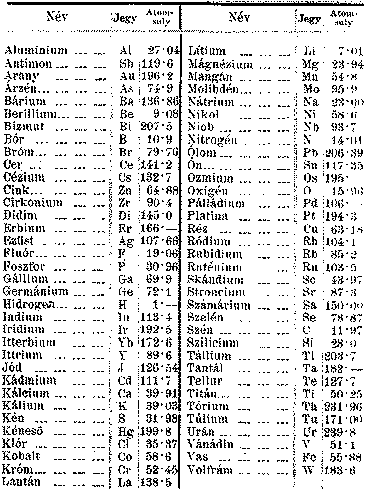 Név Jegy Atom-suly Név Jegy Atom-suly
Aluminium Al 27·04 Lítium Li 7·01
Antimon Sb 119·6 Mágnézium Mg 23·94
Arany Au 196·2 Mangán Mn 54·8
Arzén As 74·9 Molibdén Mo 95·9
Bárium Ba 136·86 Nátrium Na 23·00
Berillium Be 9·08 Nikol Ni 58·6
Bizmut Bi 207·5 Niob Nb 93·7
Bór B 10·9 Nitrogén N 14·01
Bróm Br 79·76 Ólom Pb 206·39
Cer Ce 141·2 Ón Sn 117·35
Cézium Cs 132·7 Ozmium Os 195·
Cink Zn 64·88 Oxigén O 15·96
Cirkonium Zr 90·4 Palládium Pd 106·
Didim Di 145·0 Platina Pt 194·3
Erbium Er 166·— Réz Cu 63·18
Ezüst Ag 107·66 Ródium Rh 104·1
Fluór F 19·06 Rubidium Rb 85·2
Foszfor P 30·96 Ruténium Ru 103·5
Gállium Ga 69·9 Skándium Sc 43·97
Germánium Ge 72·1 Stroncium Sr 87·3
Hidrogén H 1·— Számárium Sa 150·00
Indium In 113·4 Szelén Se 78·87
Iridium Ir 192·5 Szén C 11·97
Itterbium Yb 172·6 Szilicium Si 28·0
Ittrium Y 89·6 Tállium Tl 203·7
Jód J 126·54 Tantál Ta 182·—
Kádmium Cd 111·7 Tellur Te 127·7
Kálcium Ca 39·91 Titán Ti 50·25
Kálium K 39·03 Tórium Th 231·96
Kén S 31·98 Túlium Tu 171·00
Kéneső Hg 199·8 Urán Ur 239·8
Klór Cl 35·37 Vánádin V 51·1
Kobalt Co 58·6 Vas Fe 55·88
Króm Cr 52·45 Volfrám W 183·6
Lantán La 138·5